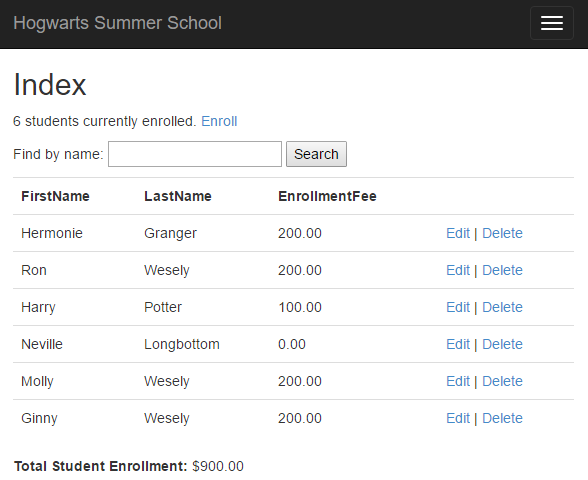 Hogwarts Summer School
Index
6 students currently enrolled. Enroll
Find by name: Search
FirstName LastName EnrollmentFee
Hermonie Granger 200.00 Edit | Delete
Ron Wesely 200.00 Edit | Delete
Harry Potter 100.00 Edit | Delete
Neville Longbottom 0.00 Edit | Delete
Molly Wesely 200.00 Edit | Delete
Ginny Wesely 200.00 Edit | Delete
Total Student Enrollment: $900.00